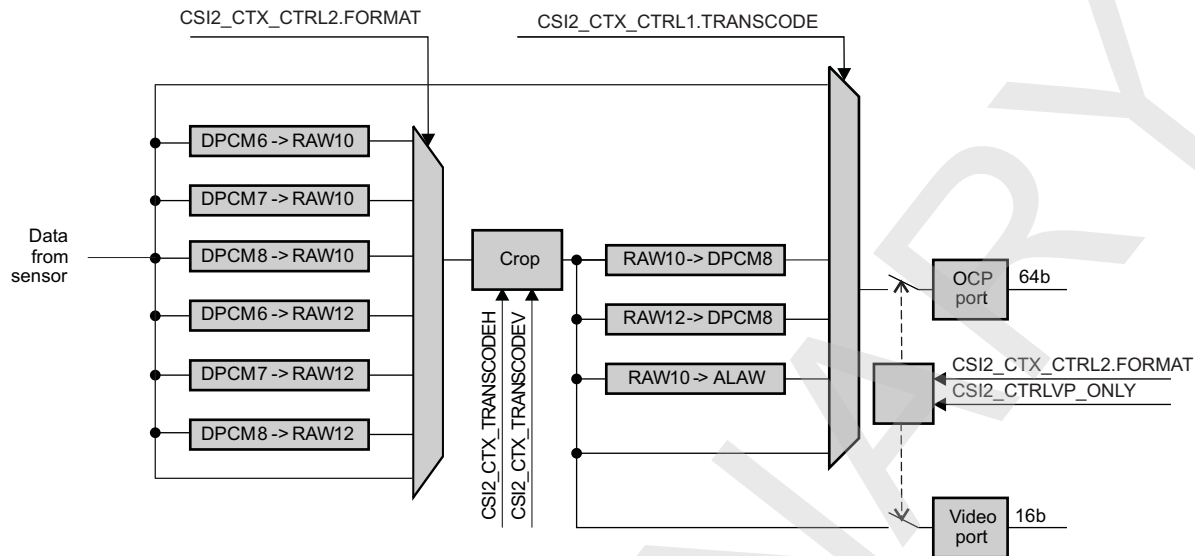 CSI2_CTX_CTRL2.FORMAT
CSI2_CTX_CTRL1.TRANSCODE
DPCM6 -> RAW10
DPCM7 -> RAW10
DPCM8 -> RAW10
DPCM6 -> RAW12
DPCM7 -> RAW12
DPCM8 -> RAW12
Data
from
sensor
Crop
CSI2_CTX_TRANSCODEH
CSI2_CTX_TRANSCODEV
RAW10 -> DPCM8
RAW12 -> DPCM8
RAW10 -> ALAW
OCP
port
64b
CSI2_CTX_CTRL2.FORMAT
CSI2_CTRLVP_ONLY
Video
port
16b
NARY